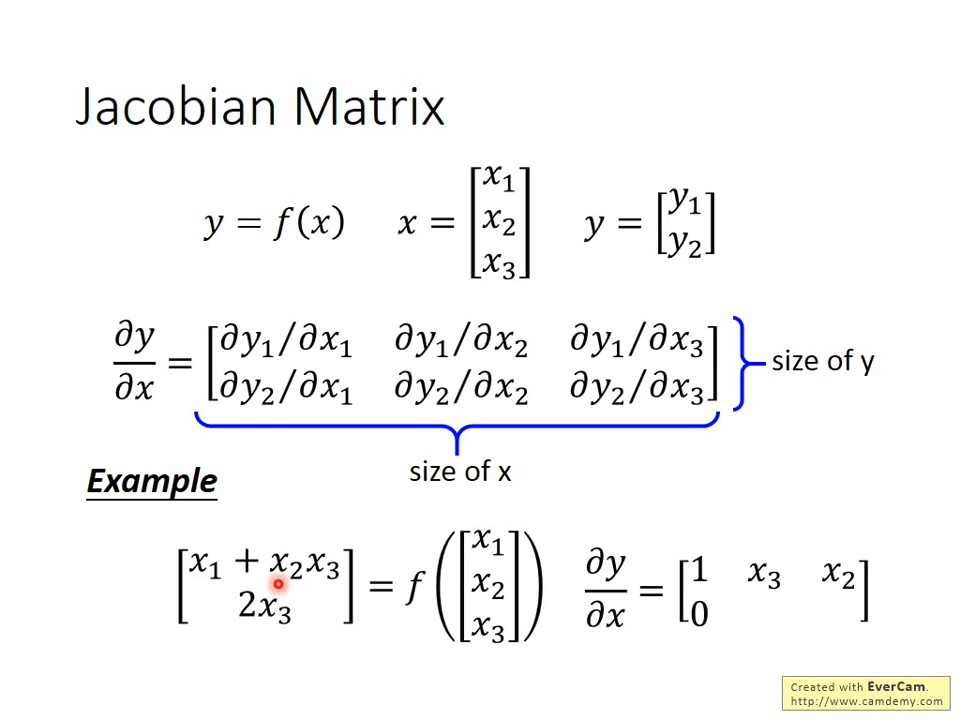 Jacobian Matrix
y = f(x) x = [x₁ x₂ x₃] y = [y₁ y₂]
∂y/∂x = [∂y₁/∂x₁ ∂y₁/∂x₂ ∂y₁/∂x₃
∂y₂/∂x₁ ∂y₂/∂x₂ ∂y₂/∂x₃]
size of y
size of x
Example
[x₁ + x₂x₃
2x₃] = f([x₁ x₂ x₃]) ∂y/∂x = [1 x₃ x₂
0]
Created with EverCam.
http://www.camdemy.com